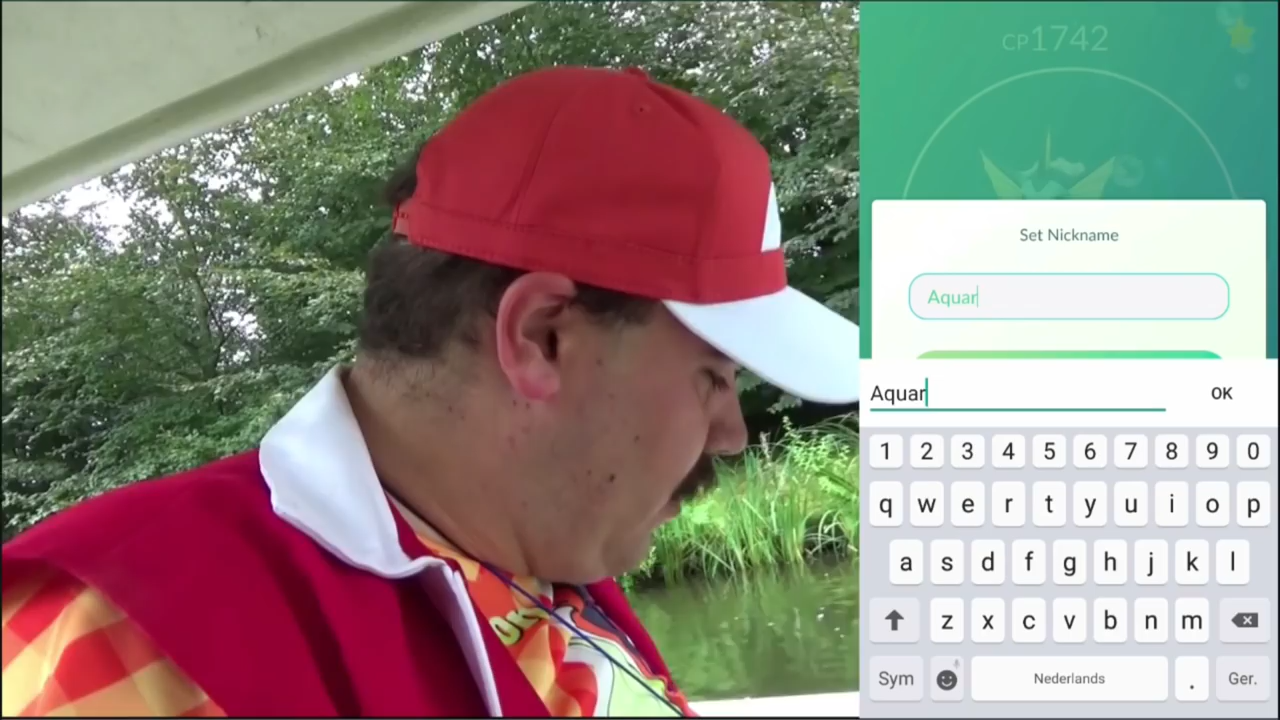 CP1742
Set Nickname
Aquar
Aquar OK
1 2 3 4 5 6 7 8 9 0
q w e r t y u i o p
a s d f g h j k l
z x c v b n m
Sym Nederlands . Ger.